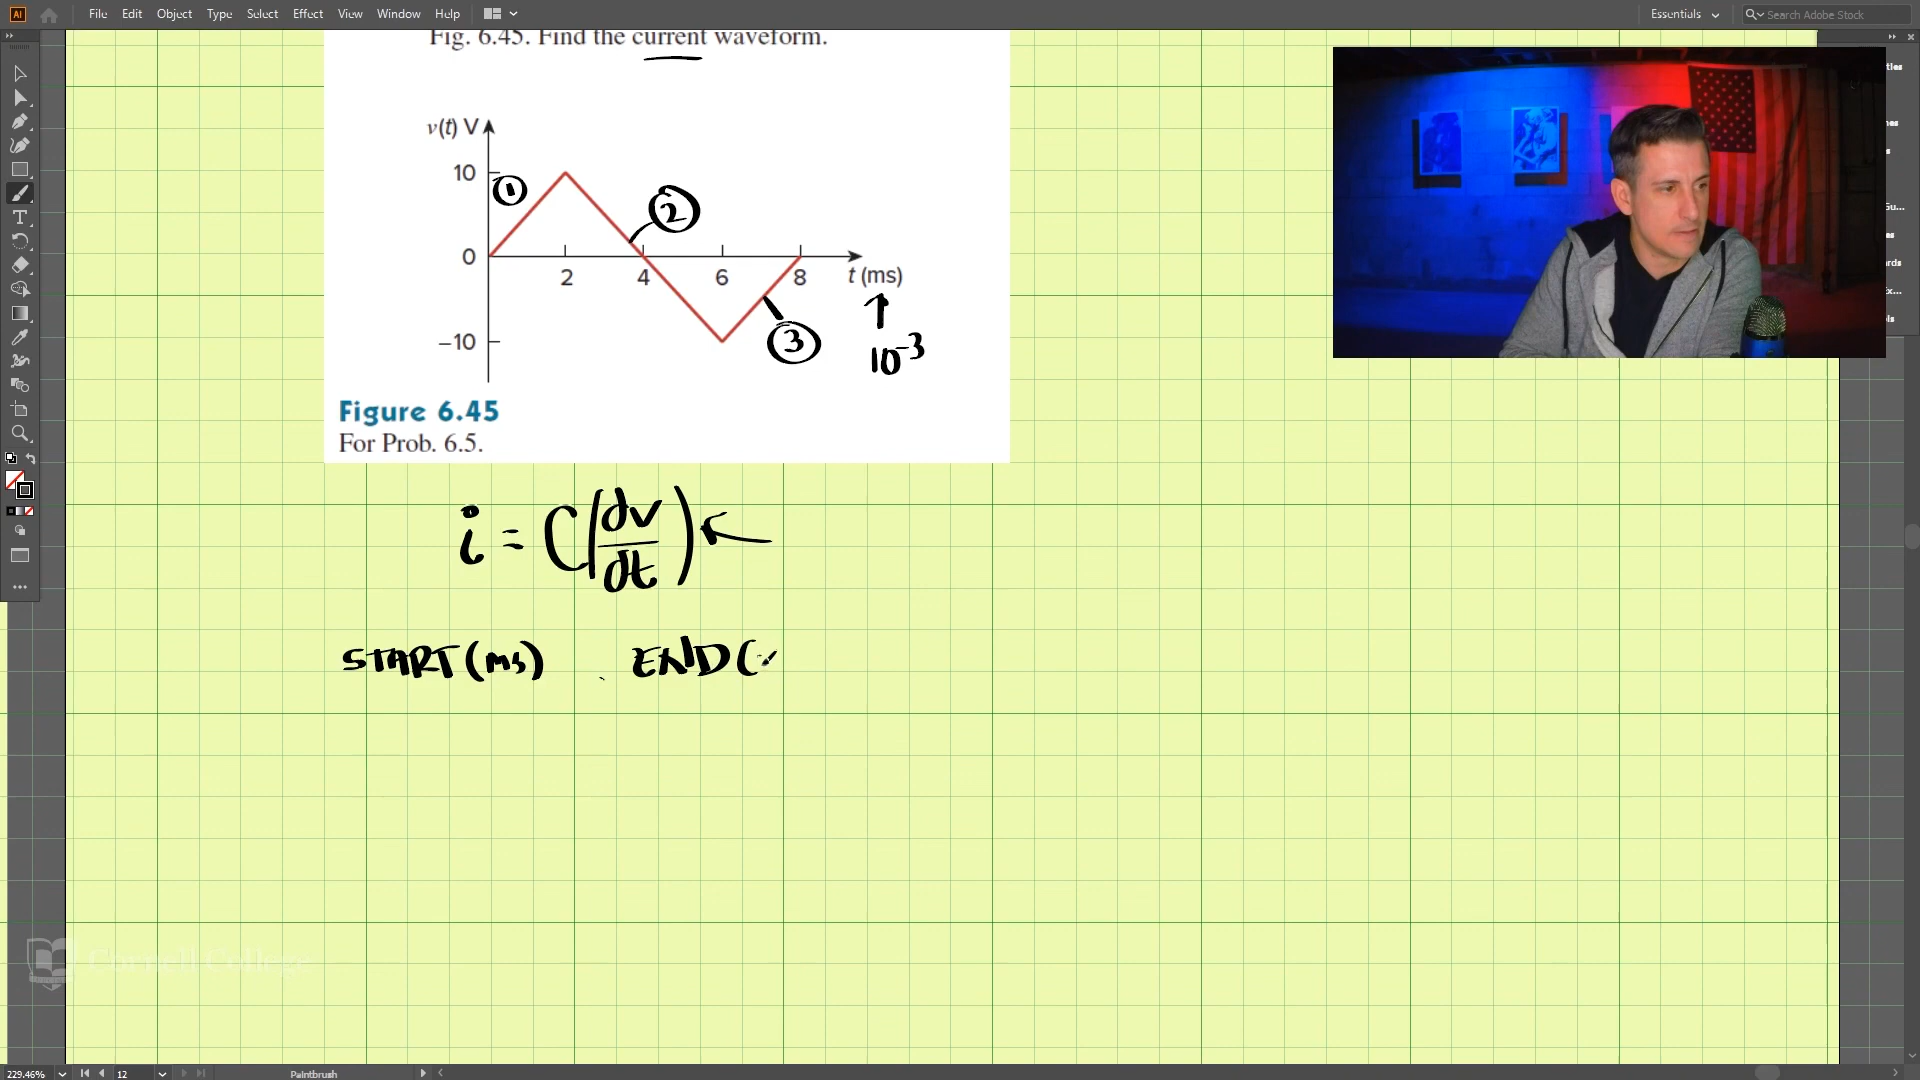 File Edit Object Type Select Effect View Window Help
Essentials
Search Adobe Stock
Fig. 6.45. Find the current waveform.
v(t) V
10
0
−10
2 4 6 8
t (ms)
① ② ③
10⁻³
Figure 6.45
For Prob. 6.5.
i = C(dv/dt)
START(ms) END(
Cornell College
229.46% 12 Paintbrush